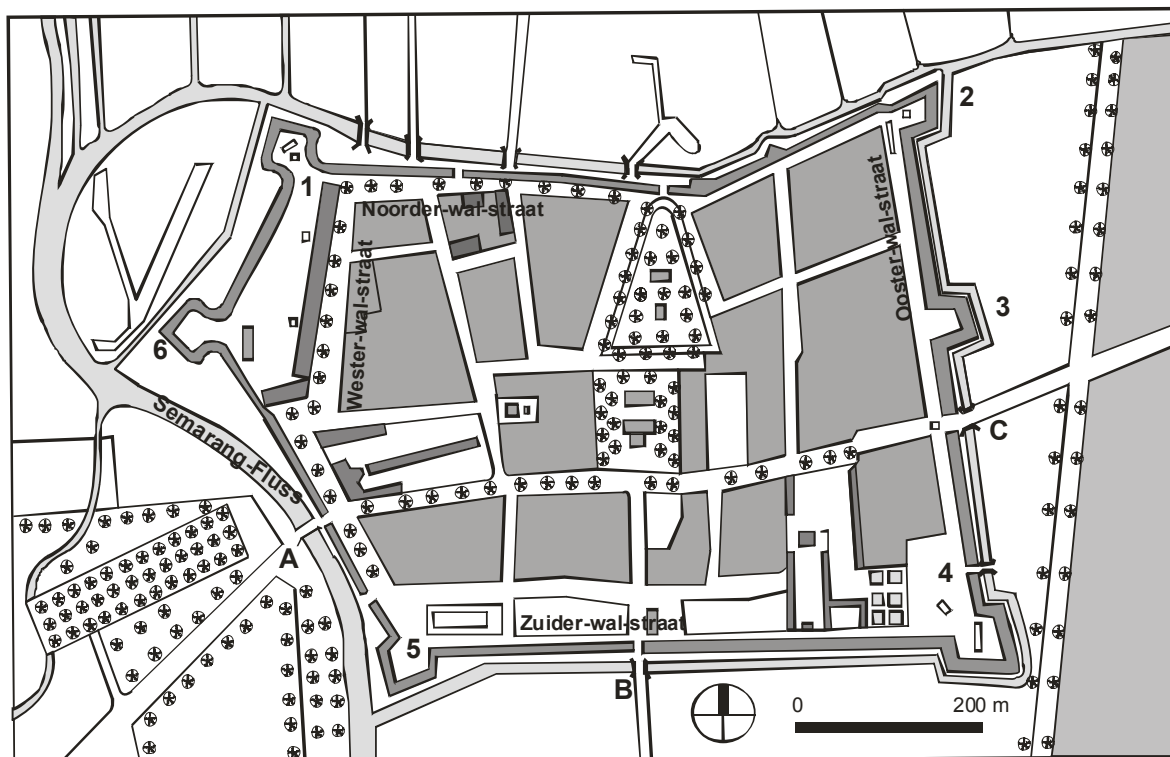 2
1
Noorder-wal-straat
Wester-wal-straat
Ooster-wal-straat
3
6
Semarang-Fluss
C
A
4
Zuider-wal-straat
5
B
0 200 m